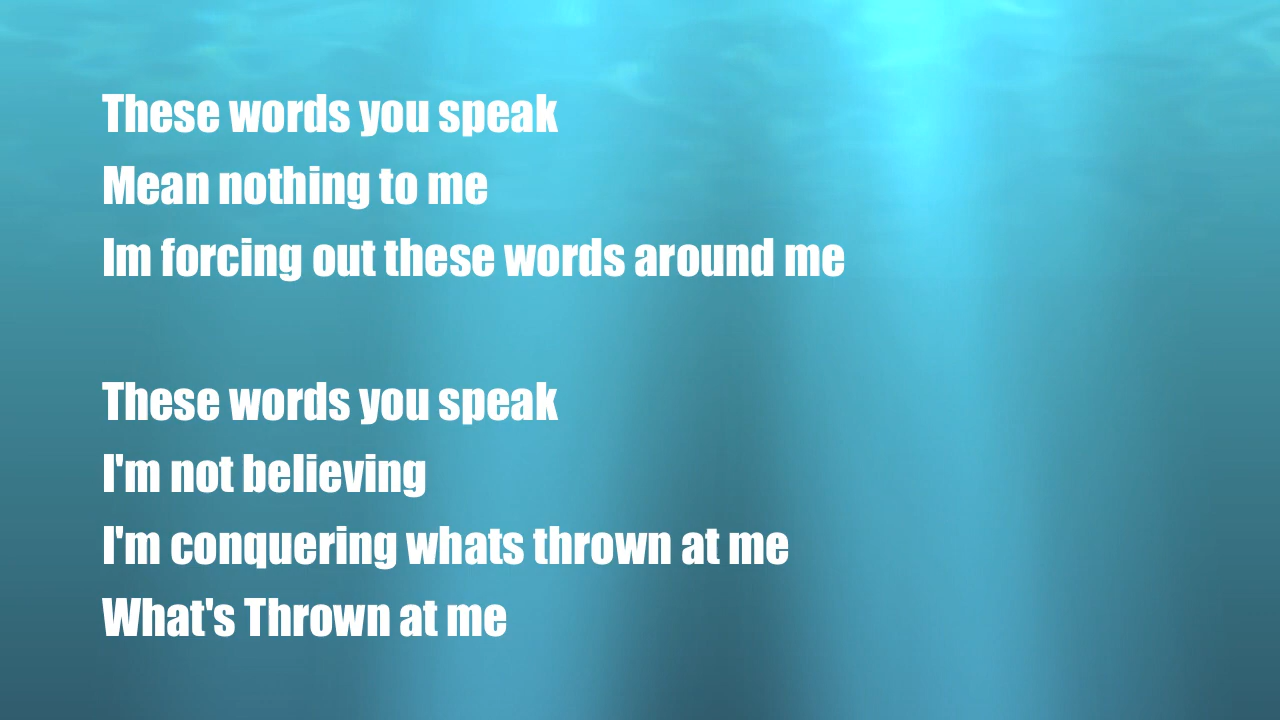 These words you speak
Mean nothing to me
Im forcing out these words around me
These words you speak
I'm not believing
I'm conquering whats thrown at me
What's Thrown at me